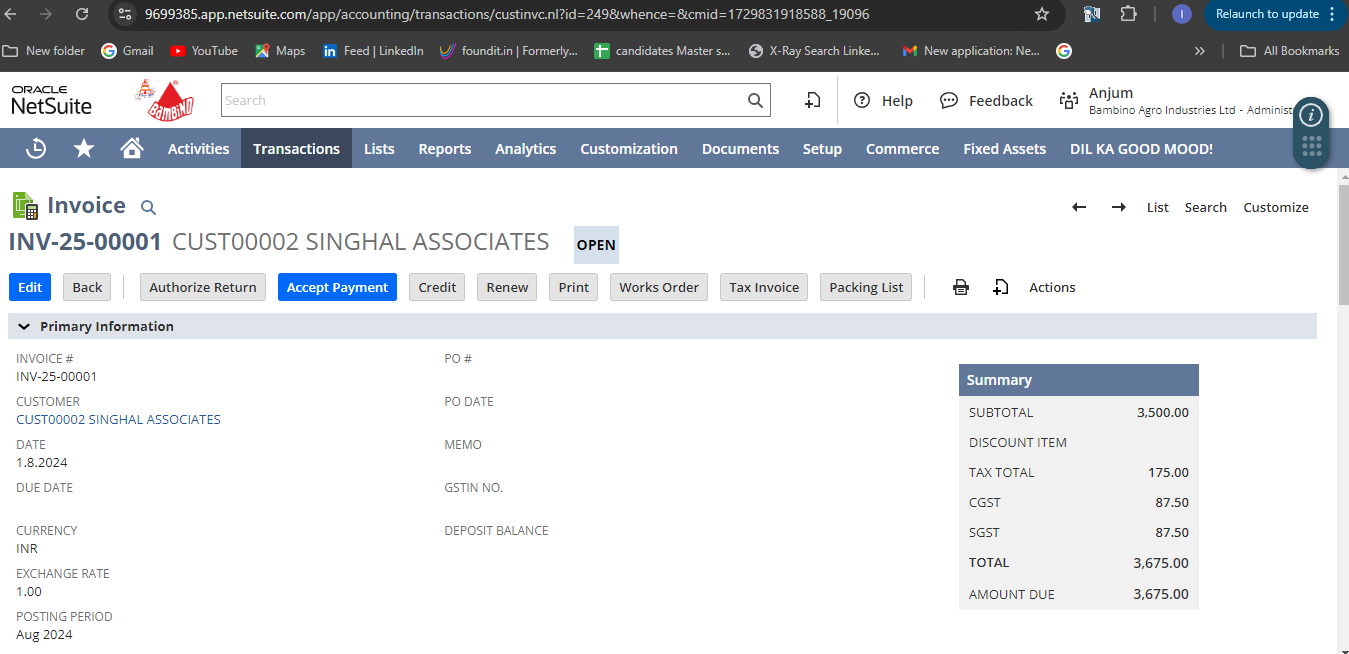 9699385.app.netsuite.com/app/accounting/transactions/custinvc.nl?id=249&whence=&cmid=1729831918588_19096
I
Relaunch to update
New folder
Gmail
YouTube
Maps
Feed | LinkedIn
foundit.in | Formerly...
candidates Master s...
X-Ray Search Linke...
New application: Ne...
»
All Bookmarks
ORACLE
NetSuite
BAMBINO
Search
Help
Feedback
Anjum
Bambino Agro Industries Ltd - Administ
Activities
Transactions
Lists
Reports
Analytics
Customization
Documents
Setup
Commerce
Fixed Assets
DIL KA GOOD MOOD!
Invoice
List
Search
Customize
INV-25-00001 CUST00002 SINGHAL ASSOCIATES OPEN
Edit
Back
Authorize Return
Accept Payment
Credit
Renew
Print
Works Order
Tax Invoice
Packing List
Actions
Primary Information
INVOICE #
INV-25-00001
CUSTOMER
CUST00002 SINGHAL ASSOCIATES
DATE
1.8.2024
DUE DATE
CURRENCY
INR
EXCHANGE RATE
1.00
POSTING PERIOD
Aug 2024
PO #
PO DATE
MEMO
GSTIN NO.
DEPOSIT BALANCE
Summary
SUBTOTAL 3,500.00
DISCOUNT ITEM
TAX TOTAL 175.00
CGST 87.50
SGST 87.50
TOTAL 3,675.00
AMOUNT DUE 3,675.00